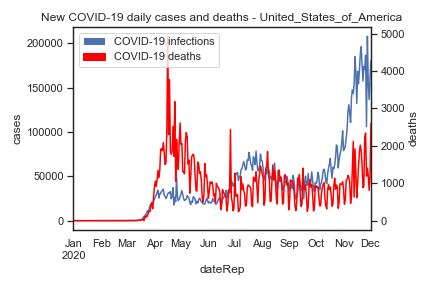 New COVID-19 daily cases and deaths - United_States_of_America
COVID-19 infections
COVID-19 deaths
200000
150000
100000
50000
0
cases
5000
4000
3000
2000
1000
0
deaths
Jan Feb Mar Apr May Jun Jul Aug Sep Oct Nov Dec
2020
dateRep